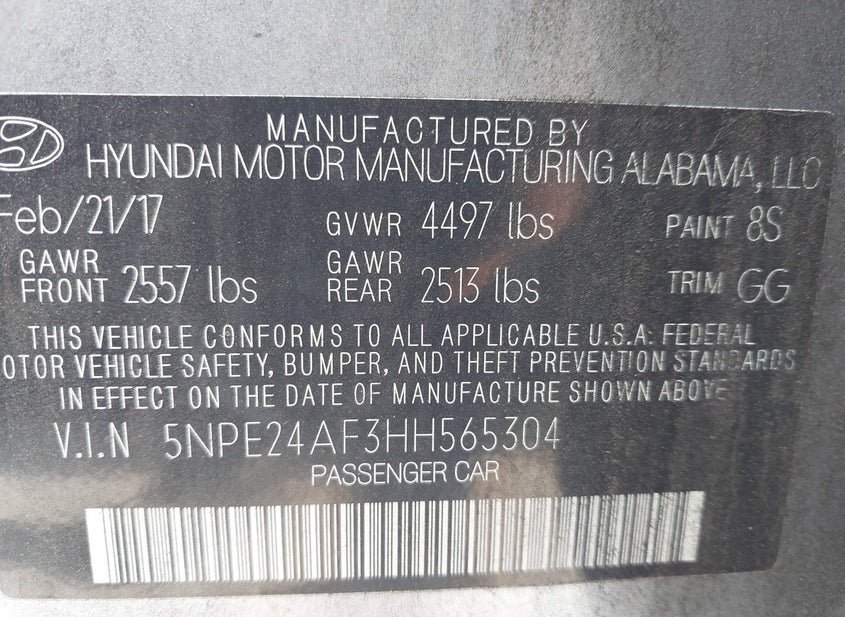 MANUFACTURED BY
HYUNDAI MOTOR MANUFACTURING ALABAMA, LLC
Feb/21/17 GVWR 4497 lbs PAINT 8S
GAWR FRONT 2557 lbs GAWR REAR 2513 lbs TRIM GG
THIS VEHICLE CONFORMS TO ALL APPLICABLE U.S.A. FEDERAL
OTOR VEHICLE SAFETY, BUMPER, AND THEFT PREVENTION STANDARDS
IN EFFECT ON THE DATE OF MANUFACTURE SHOWN ABOVE
V.I.N 5NPE24AF3HH565304
PASSENGER CAR